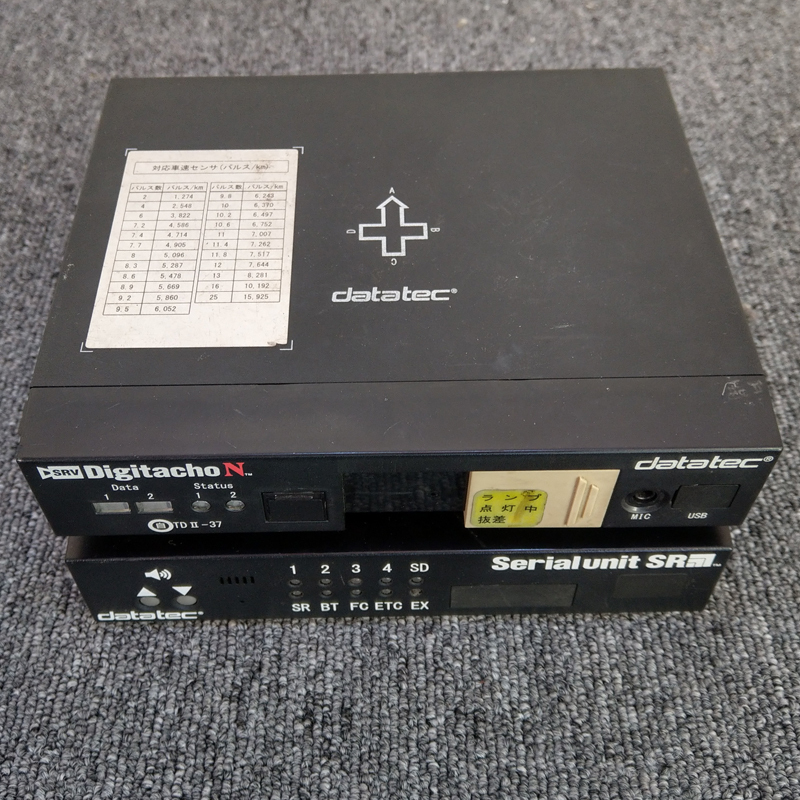 対応車速センサ(パルス/km)
パルス数 パルス/km パルス数 パルス/km
2 1,274 9.8 6,243
4 2,548 10 6,370
6 3,822 10.2 6,497
7.2 4,586 10.6 6,752
7.4 4,714 11 7,007
7.7 4,905 11.4 7,262
8 5,096 11.8 7,517
8.3 5,287 12 7,644
8.6 5,478 13 8,281
8.9 5,669 16 10,192
9.2 5,860 25 15,925
9.5 6,052
A
B
C
D
datatec®
SRV Digitacho N™
datatec®
Data Status
1 2 1 2
自 TDⅡ-37
ランプ
点灯中
抜差
MIC USB
Serialunit SR™
1 2 3 4 SD
SR BT FC ETC EX
datatec®